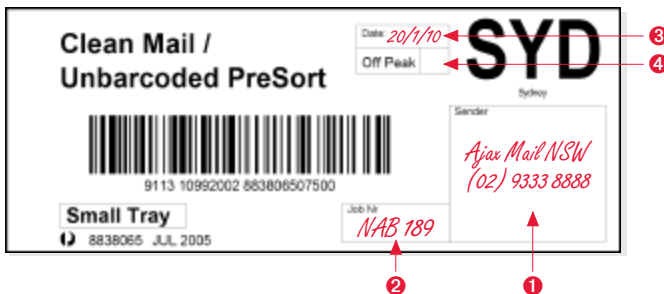 Clean Mail /
Unbarcoded PreSort
Date: 20/1/10
Off Peak
SYD
Sydney
3
4
9113 10992002 883806507500
Sender
Ajax Mail NSW
(02) 9333 8888
Small Tray
8838065 JUL 2005
Job Nr
NAB 189
2
1